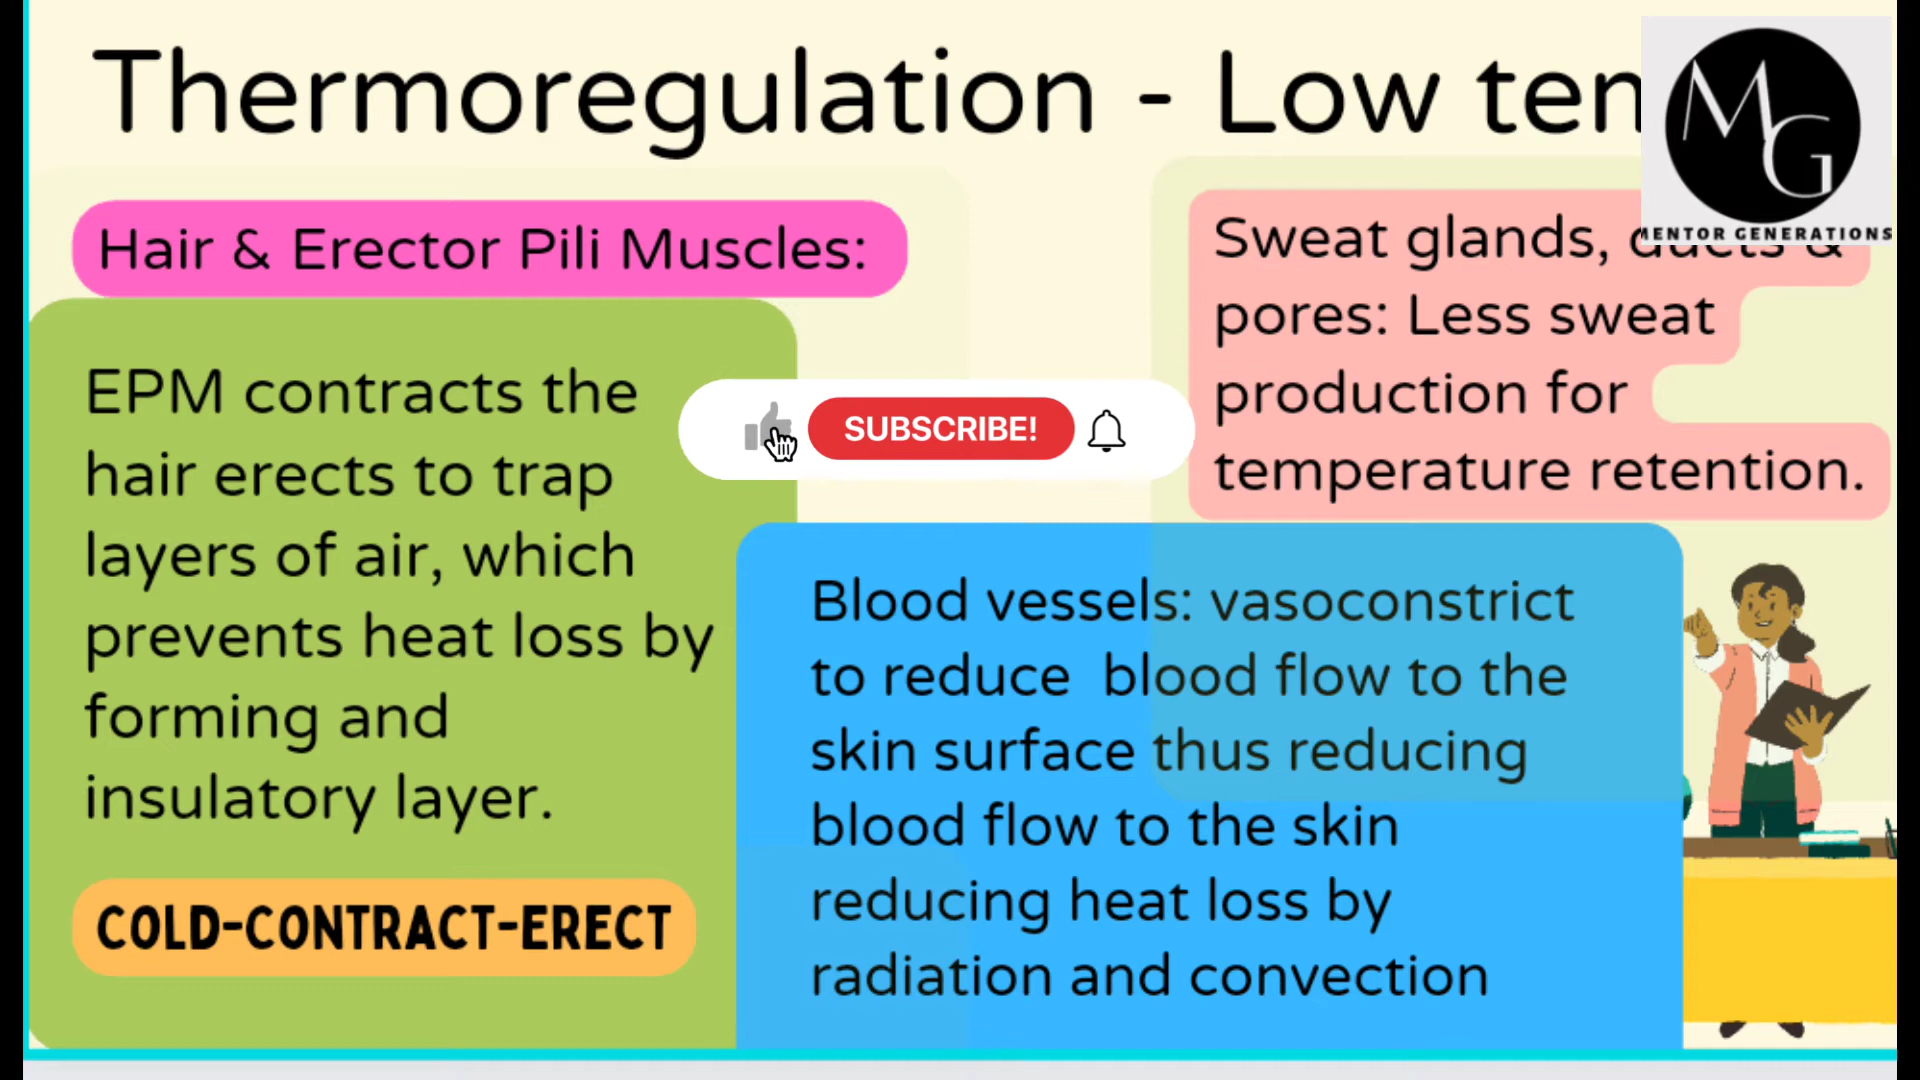 Thermoregulation - Low
Hair & Erector Pili Muscles:
EPM contracts the
hair erects to trap
layers of air, which
prevents heat loss by
forming and
insulatory layer.
COLD-CONTRACT-ERECT
SUBSCRIBE!
Sweat glands, ducts &
pores: Less sweat
production for
temperature retention.
Blood vessels: vasoconstrict
to reduce blood flow to the
skin surface thus reducing
blood flow to the skin
reducing heat loss by
radiation and convection
MG
MENTOR GENERATIONS